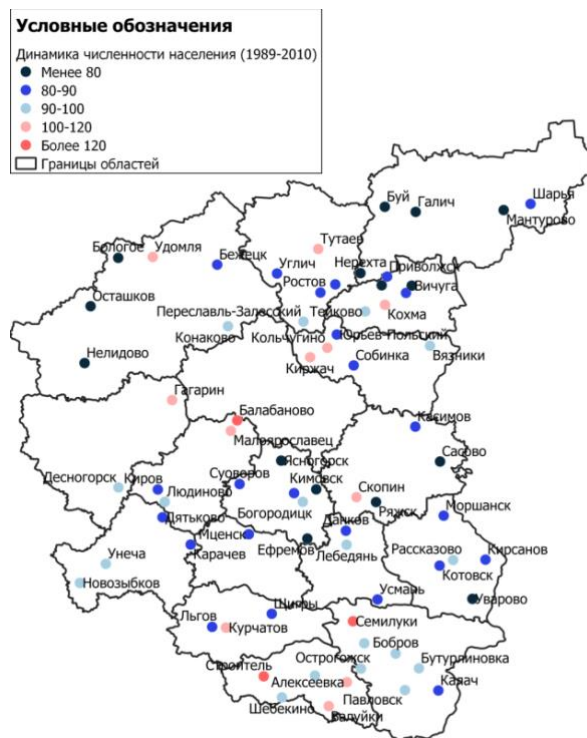 Условные обозначения
Динамика численности населения (1989-2010)
Менее 80
80-90
90-100
100-120
Более 120
Границы областей
Шарья
Буй
Галич
Мантурово
Тутаев
Бологое
Удомля
Нерехта
Приволжск
Бежецк
Углич
Вичуга
Ростов
Осташков
Переславль-Залесский
Тейково
Кохма
Конаково
Кольчугино
Юрьев-Польский
Вязники
Нелидово
Киржач
Собинка
Гагарин
Балабаново
Касимов
Малоярославец
Ясногорск
Сасово
Десногорск
Киров
Суворов
Кимовск
Скопин
Людиново
Богородицк
Ряжск
Моршанск
Дятьково
Мценск
Данков
Карачев
Ефремов
Лебедянь
Рассказово
Кирсанов
Унеча
Котовск
Новозыбков
Усмань
Уварово
Щигры
Льгов
Курчатов
Семилуки
Бобров
Строитель
Острогожск
Бутурлиновка
Алексеевка
Калач
Шебекино
Павловск
Валуйки